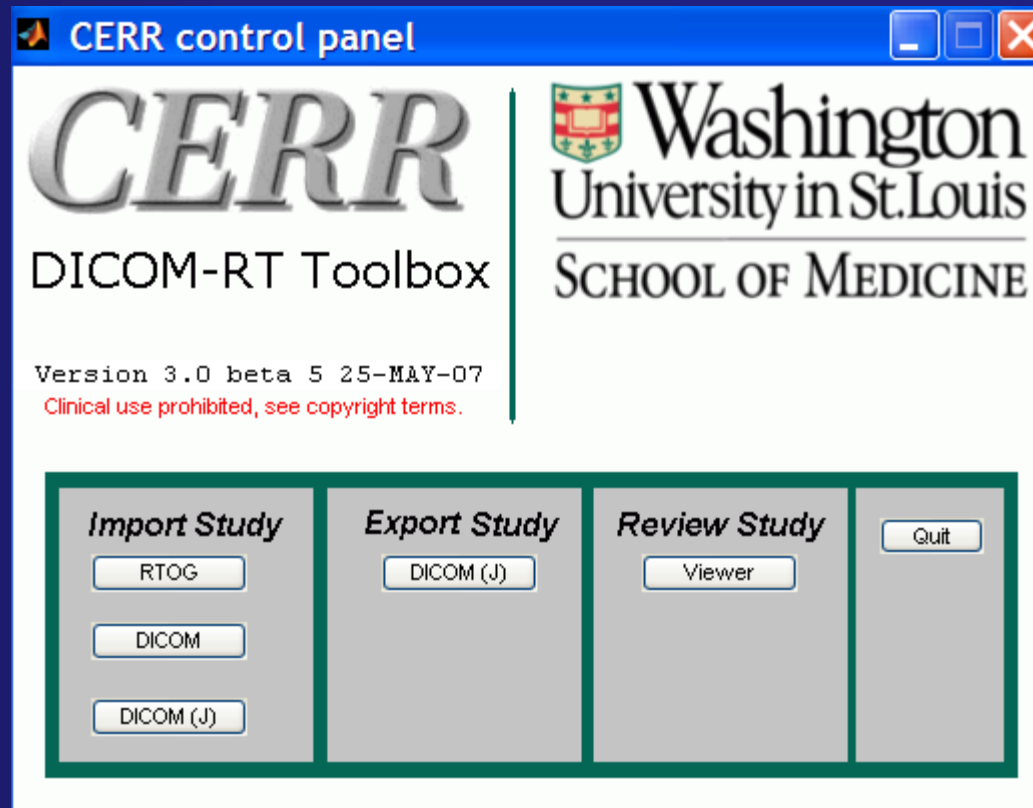 CERR control panel
CERR
DICOM-RT Toolbox
Version 3.0 beta 5 25-MAY-07
Clinical use prohibited, see copyright terms.
Washington
University in St.Louis
SCHOOL OF MEDICINE
Import Study
RTOG
DICOM
DICOM (J)
Export Study
DICOM (J)
Review Study
Viewer
Quit